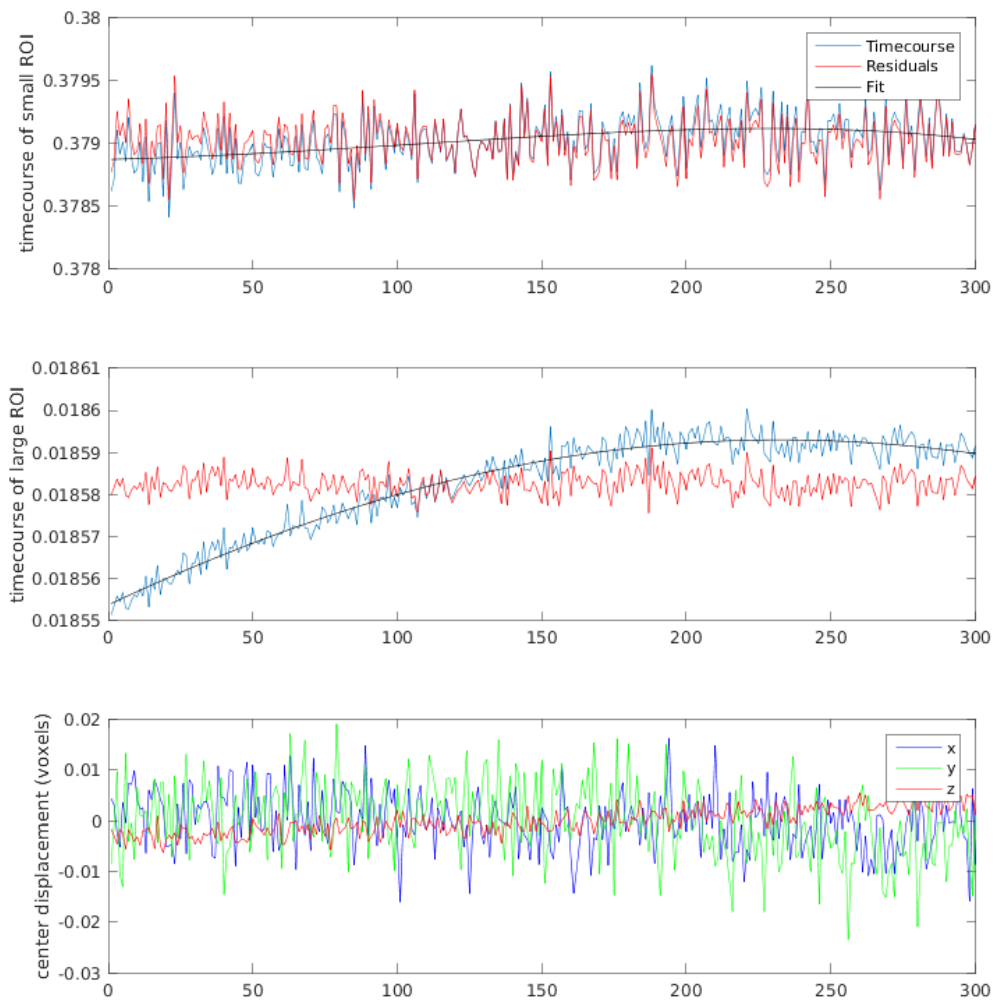 0.38
0.3795
0.379
0.3785
0.378
timecourse of small ROI
Timecourse
Residuals
Fit
0 50 100 150 200 250 300
0.01861
0.0186
0.01859
0.01858
0.01857
0.01856
0.01855
timecourse of large ROI
0 50 100 150 200 250 300
0.02
0.01
0
-0.01
-0.02
-0.03
center displacement (voxels)
x
y
z
0 50 100 150 200 250 300